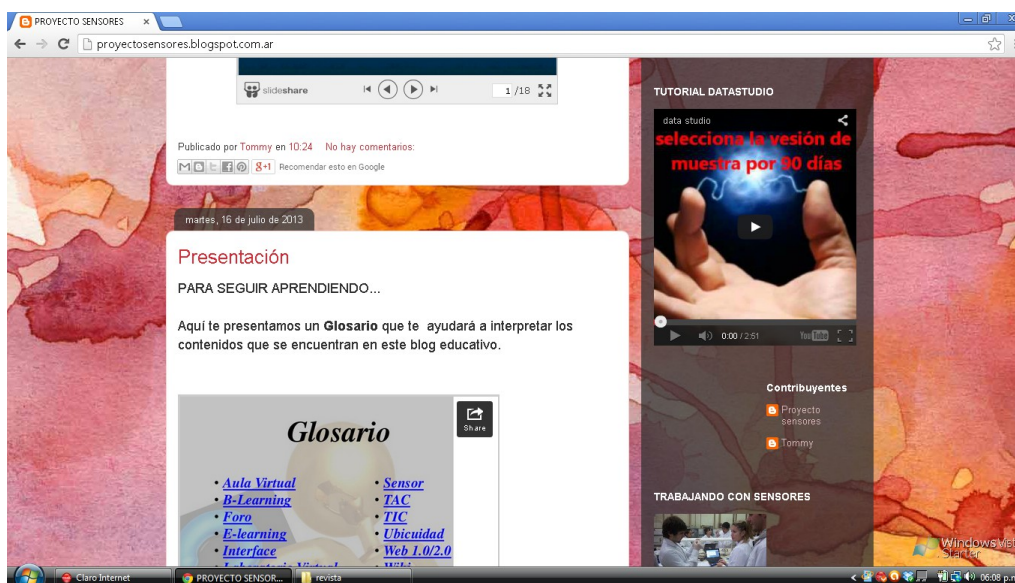 PROYECTO SENSORES
proyectosensores.blogspot.com.ar
slideshare
1 /18
Publicado por Tommy en 10:24 No hay comentarios:
g+1 Recomendar esto en Google
martes, 16 de julio de 2013
Presentación
PARA SEGUIR APRENDIENDO...
Aquí te presentamos un Glosario que te ayudará a interpretar los
contenidos que se encuentran en este blog educativo.
Glosario
Share
• Aula Virtual
• B-Learning
• Foro
• E-learning
• Interface
• Laboratorio Virtual
• Sensor
• TAC
• TIC
• Ubicuidad
• Web 1.0/2.0
• Wiki
TUTORIAL DATASTUDIO
data studio
selecciona la vesión de
muestra por 90 días
0:00 / 2:51
YouTube
Contribuyentes
Proyecto
sensores
Tommy
TRABAJANDO CON SENSORES
Windows Vista
Starter
Claro Internet
PROYECTO SENSOR...
revista
06:08 p.m.